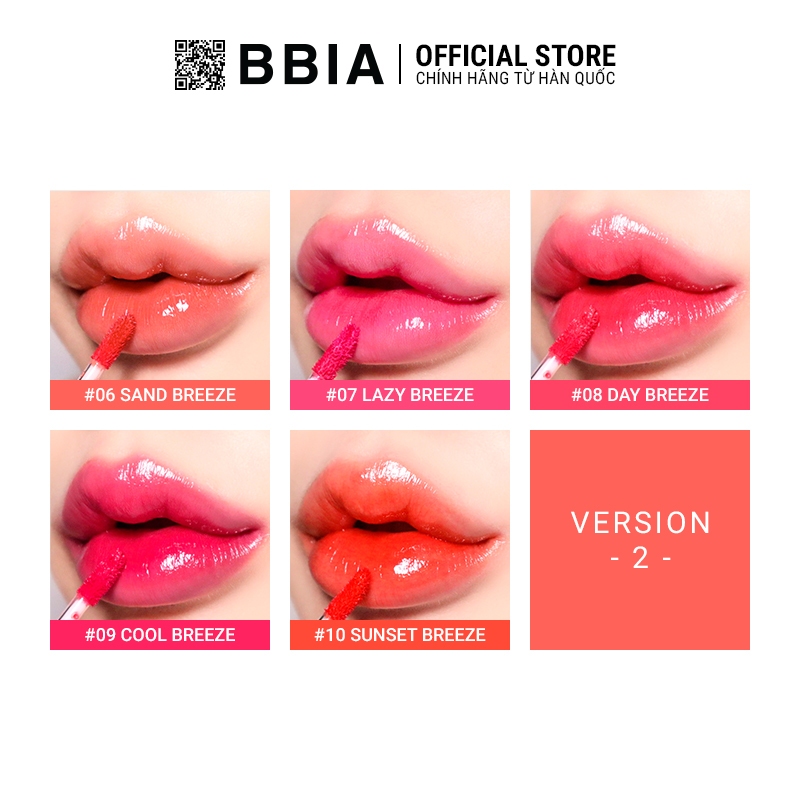 BBIA
OFFICIAL STORE
CHÍNH HÃNG TỪ HÀN QUỐC
#06 SAND BREEZE
#07 LAZY BREEZE
#08 DAY BREEZE
#09 COOL BREEZE
#10 SUNSET BREEZE
VERSION
- 2 -